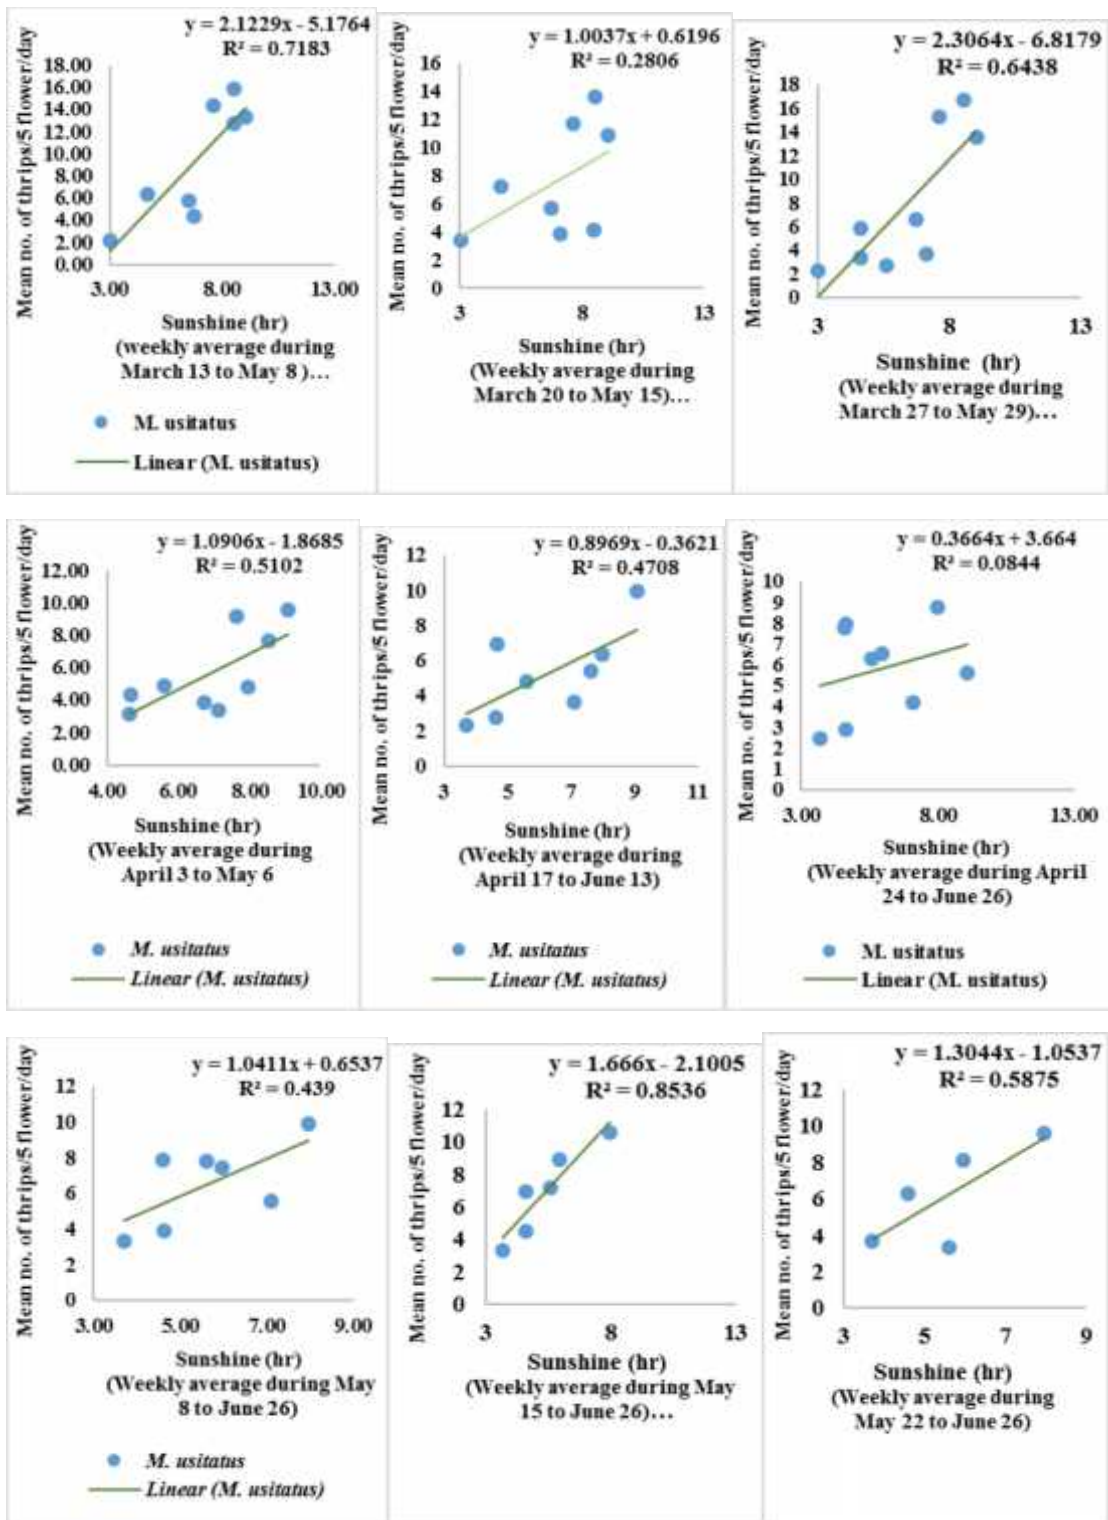 y = 2.1229x - 5.1764
R² = 0.7183
Mean no. of thrips/5 flower/day
18.00
16.00
14.00
12.00
10.00
8.00
6.00
4.00
2.00
0.00
3.00 8.00 13.00
Sunshine (hr)
(weekly average during
March 13 to May 8 )...
M. usitatus
Linear (M. usitatus)
y = 1.0037x + 0.6196
R² = 0.2806
Mean no. of thrips/5 flower/day
16
14
12
10
8
6
4
2
0
3 8 13
Sunshine (hr)
(Weekly average during
March 20 to May 15)...
y = 2.3064x - 6.8179
R² = 0.6438
Mean no. of thrips/5 flower/day
18
16
14
12
10
8
6
4
2
0
3 8 13
Sunshine (hr)
(Weekly average during
March 27 to May 29)...
y = 1.0906x - 1.8685
R² = 0.5102
Mean no. of thrips/5 flower/day
12.00
10.00
8.00
6.00
4.00
2.00
0.00
4.00 6.00 8.00 10.00
Sunshine (hr)
(Weekly average during
April 3 to May 6
M. usitatus
Linear (M. usitatus)
y = 0.8969x - 0.3621
R² = 0.4708
Mean no. of thrips/5 flower/day
12
10
8
6
4
2
0
3 5 7 9 11
Sunshine (hr)
(Weekly average during
April 17 to June 13)
M. usitatus
Linear (M. usitatus)
y = 0.3664x + 3.664
R² = 0.0844
Mean no. of thrips/5 flower/day
10
9
8
7
6
5
4
3
2
1
0
3.00 8.00 13.00
Sunshine (hr)
(Weekly average during April
24 to June 26)
M. usitatus
Linear (M. usitatus)
y = 1.0411x + 0.6537
R² = 0.439
Mean no. of thrips/5 flower/day
12
10
8
6
4
2
0
3.00 5.00 7.00 9.00
Sunshine (hr)
(Weekly average during May
8 to June 26)
M. usitatus
Linear (M. usitatus)
y = 1.666x - 2.1005
R² = 0.8536
Mean no. of thrips/5 flower/day
12
10
8
6
4
2
0
3 8 13
Sunshine (hr)
(Weekly average during May
15 to June 26)...
y = 1.3044x - 1.0537
R² = 0.5875
Mean no. of thrips/5 flower/day
12
10
8
6
4
2
0
3 5 7 9
Sunshine (hr)
(Weekly average during
May 22 to June 26)